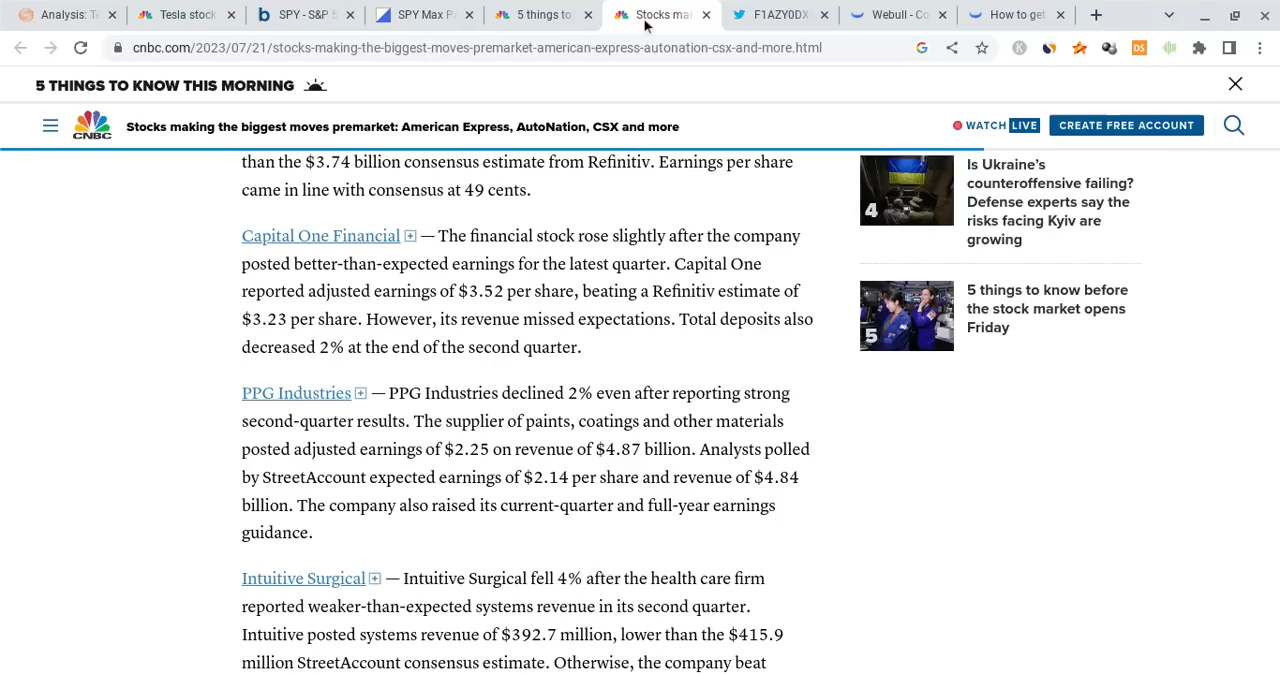 Analysis: T
Tesla stock
SPY - S&P 5
SPY Max Pa
5 things to
Stocks mak
F1AZY0DX
Webull - Co
How to get
cnbc.com/2023/07/21/stocks-making-the-biggest-moves-premarket-american-express-autonation-csx-and-more.html
5 THINGS TO KNOW THIS MORNING
CNBC
Stocks making the biggest moves premarket: American Express, AutoNation, CSX and more
WATCH LIVE
CREATE FREE ACCOUNT
than the $3.74 billion consensus estimate from Refinitiv. Earnings per share
came in line with consensus at 49 cents.
Capital One Financial — The financial stock rose slightly after the company
posted better-than-expected earnings for the latest quarter. Capital One
reported adjusted earnings of $3.52 per share, beating a Refinitiv estimate of
$3.23 per share. However, its revenue missed expectations. Total deposits also
decreased 2% at the end of the second quarter.
PPG Industries — PPG Industries declined 2% even after reporting strong
second-quarter results. The supplier of paints, coatings and other materials
posted adjusted earnings of $2.25 on revenue of $4.87 billion. Analysts polled
by StreetAccount expected earnings of $2.14 per share and revenue of $4.84
billion. The company also raised its current-quarter and full-year earnings
guidance.
Intuitive Surgical — Intuitive Surgical fell 4% after the health care firm
reported weaker-than-expected systems revenue in its second quarter.
Intuitive posted systems revenue of $392.7 million, lower than the $415.9
million StreetAccount consensus estimate. Otherwise, the company beat
4
Is Ukraine's
counteroffensive failing?
Defense experts say the
risks facing Kyiv are
growing
5
5 things to know before
the stock market opens
Friday